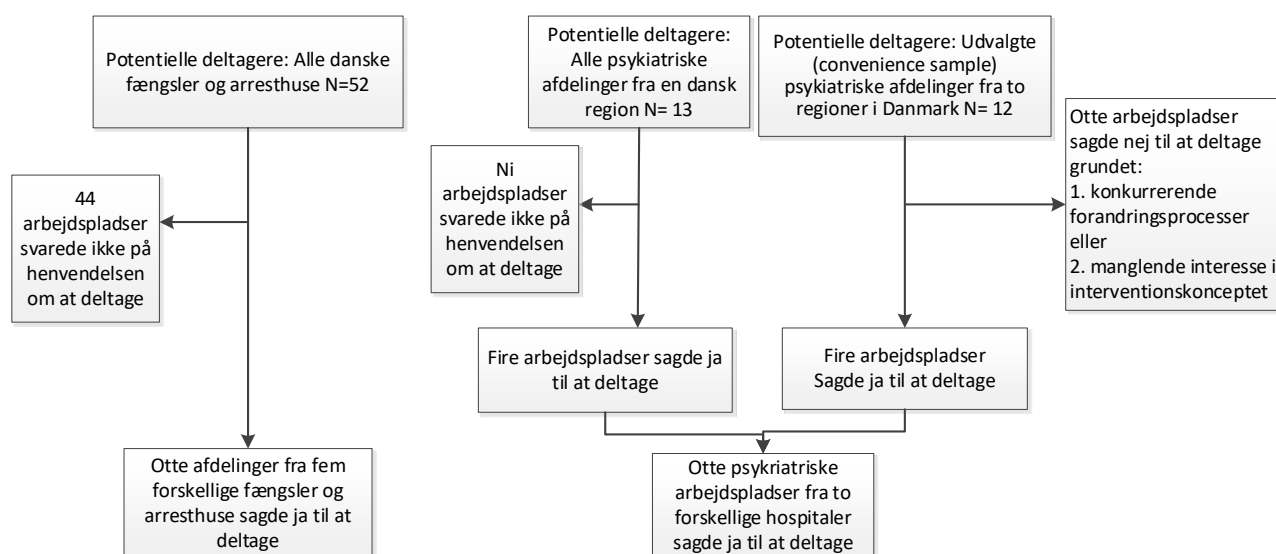 Potentielle deltagere: Alle danske
fængsler og arresthuse N=52
44
arbejdspladser
svarede ikke på
henvendelsen
om at deltage
Otte afdelinger fra fem
forskellige fængsler og
arresthuse sagde ja til at
deltage
Potentielle deltagere:
Alle psykiatriske
afdelinger fra en dansk
region N= 13
Ni
arbejdspladser
svarede ikke på
henvendelsen
om at deltage
Fire arbejdspladser sagde ja
til at deltage
Potentielle deltagere: Udvalgte
(convenience sample)
psykiatriske afdelinger fra to
regioner i Danmark N= 12
Otte arbejdspladser
sagde nej til at deltage
grundet:
1. konkurrerende
forandringsprocesser
eller
2. manglende interesse i
interventionskonceptet
Fire arbejdspladser
Sagde ja til at deltage
Otte psykriatriske
arbejdspladser fra to
forskellige hospitaler
sagde ja til at deltage